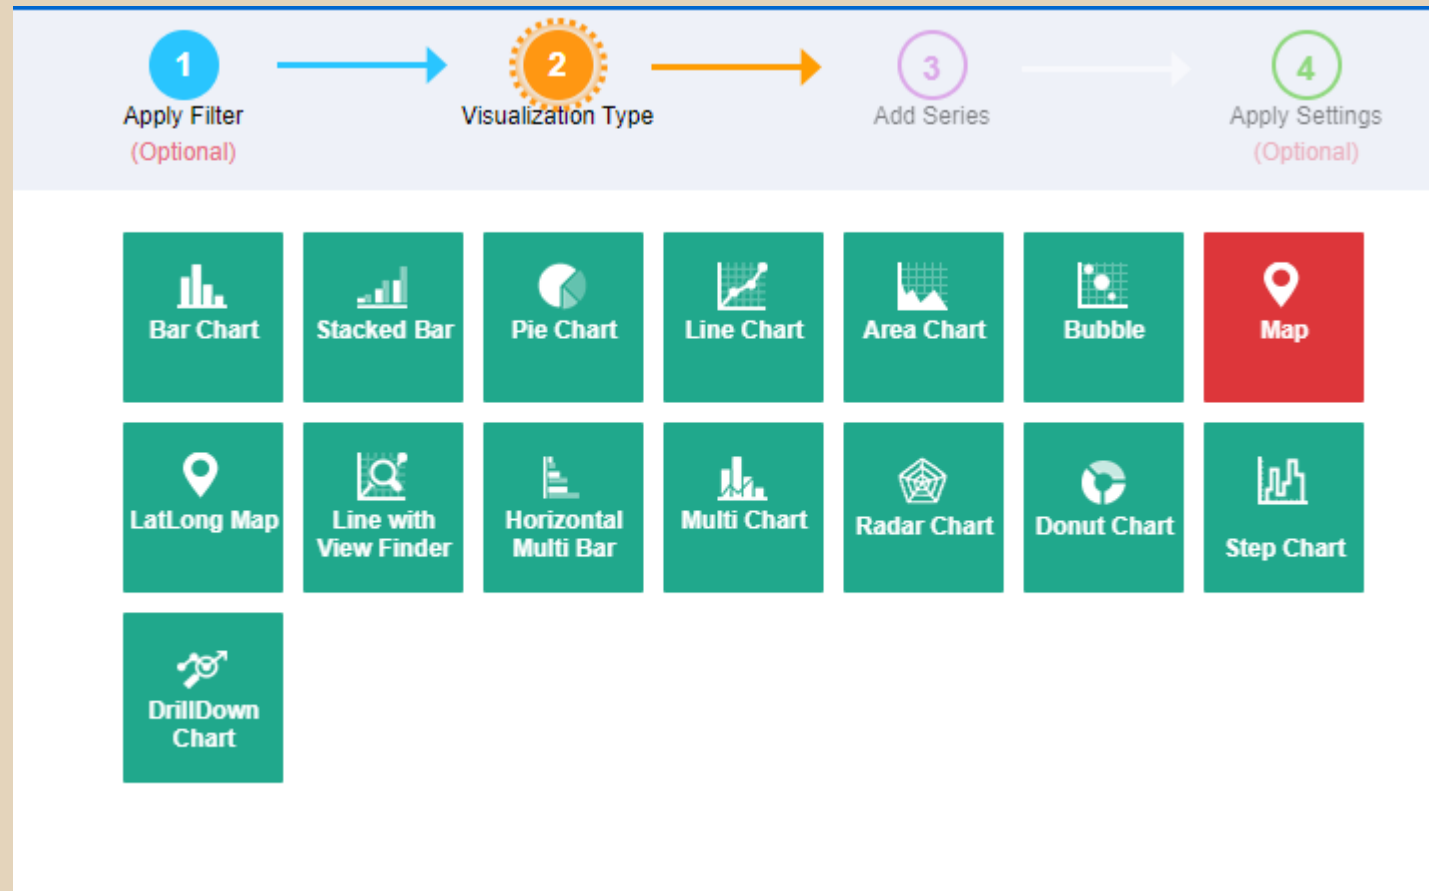 1
2
3
4
Apply Filter
Visualization Type
Add Series
Apply Settings
(Optional)
(Optional)
Bar Chart
Stacked Bar
Pie Chart
Line Chart
Area Chart
Bubble
Map
LatLong Map
Line with
View Finder
Horizontal
Multi Bar
Multi Chart
Radar Chart
Donut Chart
Step Chart
DrillDown
Chart